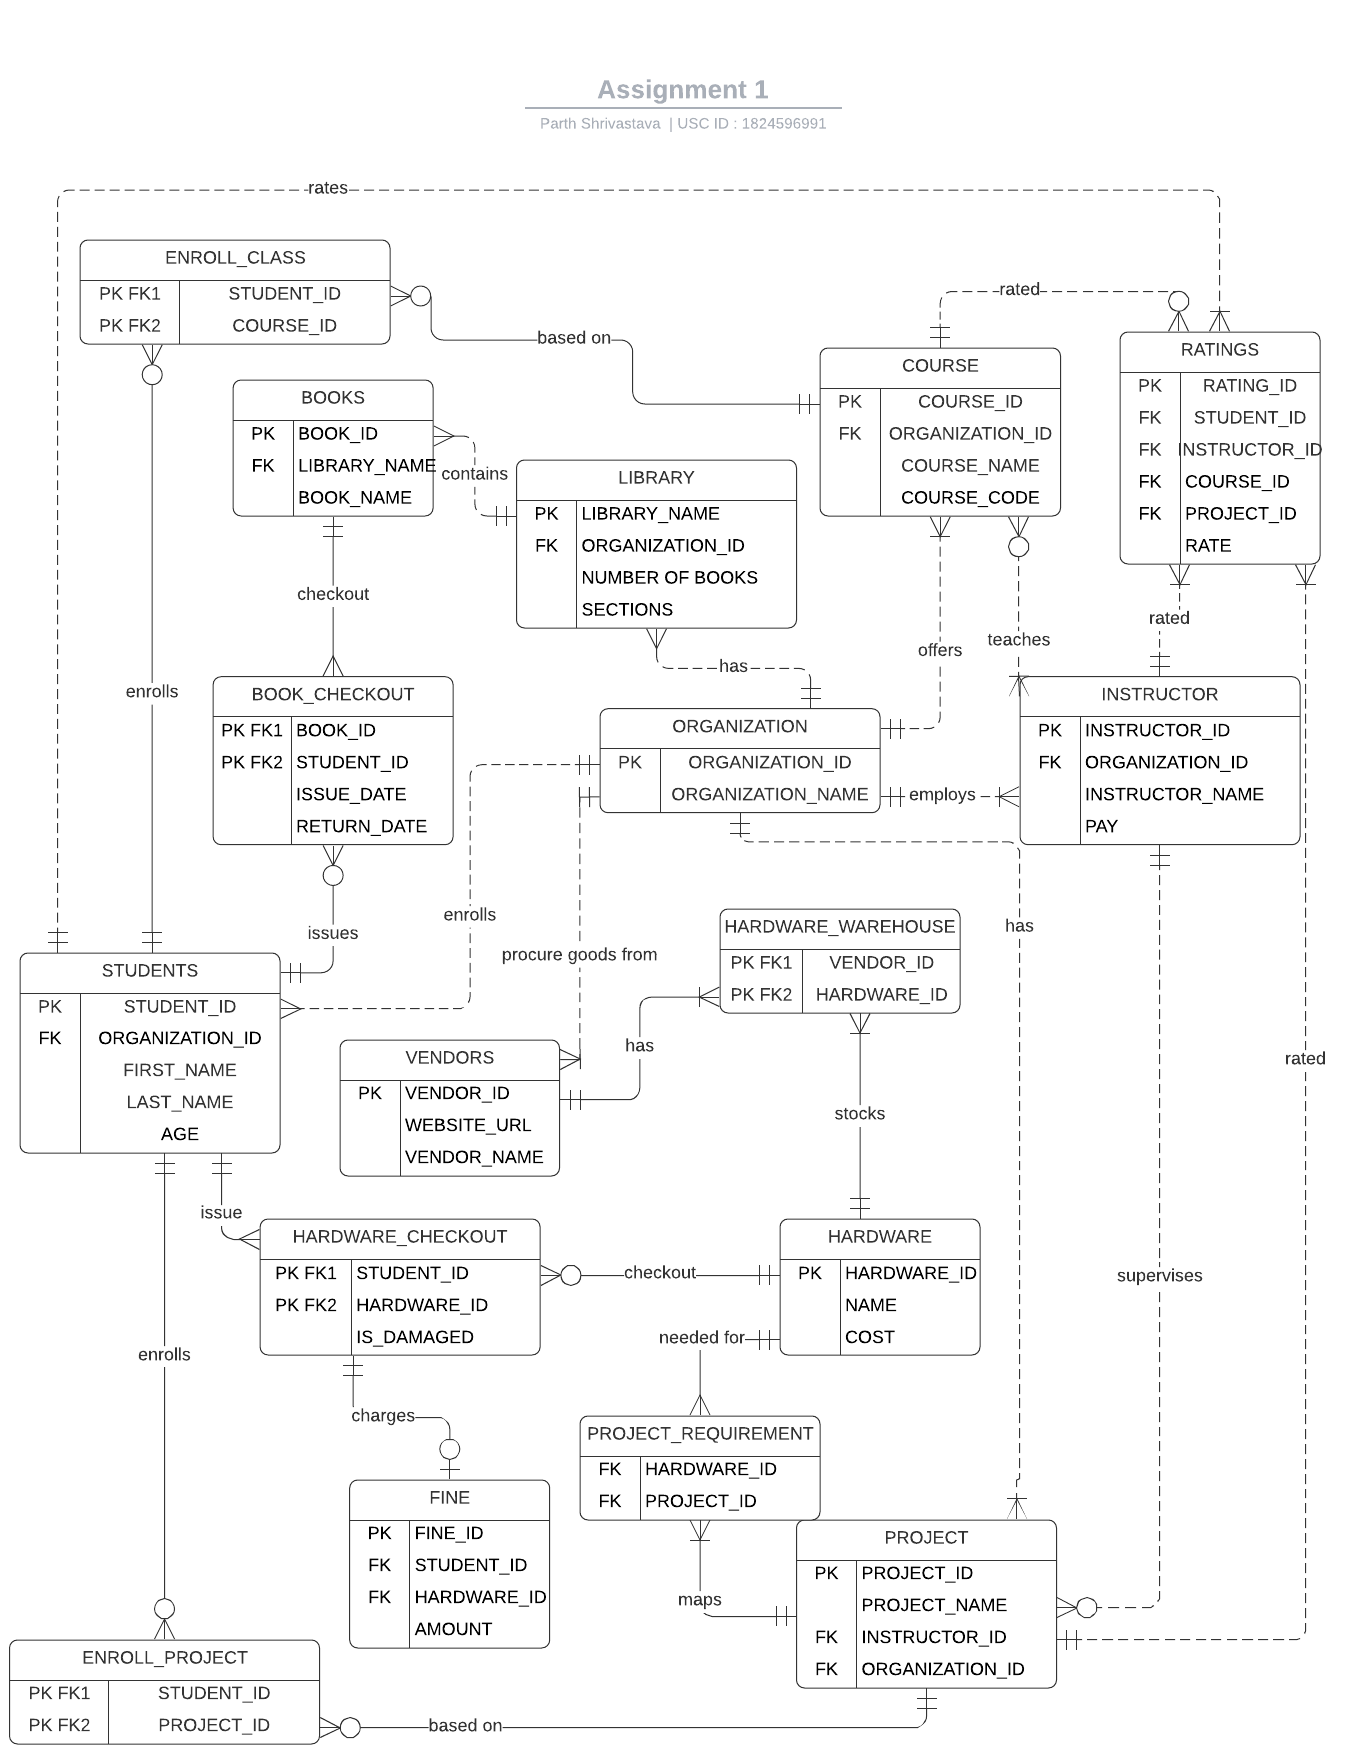 Assignment 1
Parth Shrivastava | USC ID : 1824596991
rates
ENROLL_CLASS
PK FK1 STUDENT_ID
PK FK2 COURSE_ID
based on
rated
COURSE
PK COURSE_ID
FK ORGANIZATION_ID
COURSE_NAME
COURSE_CODE
RATINGS
PK RATING_ID
FK STUDENT_ID
FK INSTRUCTOR_ID
FK COURSE_ID
FK PROJECT_ID
RATE
BOOKS
PK BOOK_ID
FK LIBRARY_NAME
BOOK_NAME
contains
LIBRARY
PK LIBRARY_NAME
FK ORGANIZATION_ID
NUMBER OF BOOKS
SECTIONS
checkout
rated
teaches
offers
has
enrolls
BOOK_CHECKOUT
PK FK1 BOOK_ID
PK FK2 STUDENT_ID
ISSUE_DATE
RETURN_DATE
ORGANIZATION
PK ORGANIZATION_ID
ORGANIZATION_NAME
employs
INSTRUCTOR
PK INSTRUCTOR_ID
FK ORGANIZATION_ID
INSTRUCTOR_NAME
PAY
issues
enrolls
procure goods from
has
HARDWARE_WAREHOUSE
PK FK1 VENDOR_ID
PK FK2 HARDWARE_ID
STUDENTS
PK STUDENT_ID
FK ORGANIZATION_ID
FIRST_NAME
LAST_NAME
AGE
VENDORS
PK VENDOR_ID
WEBSITE_URL
VENDOR_NAME
has
rated
stocks
issue
HARDWARE_CHECKOUT
PK FK1 STUDENT_ID
PK FK2 HARDWARE_ID
IS_DAMAGED
checkout
HARDWARE
PK HARDWARE_ID
NAME
COST
supervises
needed for
enrolls
charges
PROJECT_REQUIREMENT
FK HARDWARE_ID
FK PROJECT_ID
FINE
PK FINE_ID
FK STUDENT_ID
FK HARDWARE_ID
AMOUNT
maps
PROJECT
PK PROJECT_ID
PROJECT_NAME
FK INSTRUCTOR_ID
FK ORGANIZATION_ID
ENROLL_PROJECT
PK FK1 STUDENT_ID
PK FK2 PROJECT_ID
based on